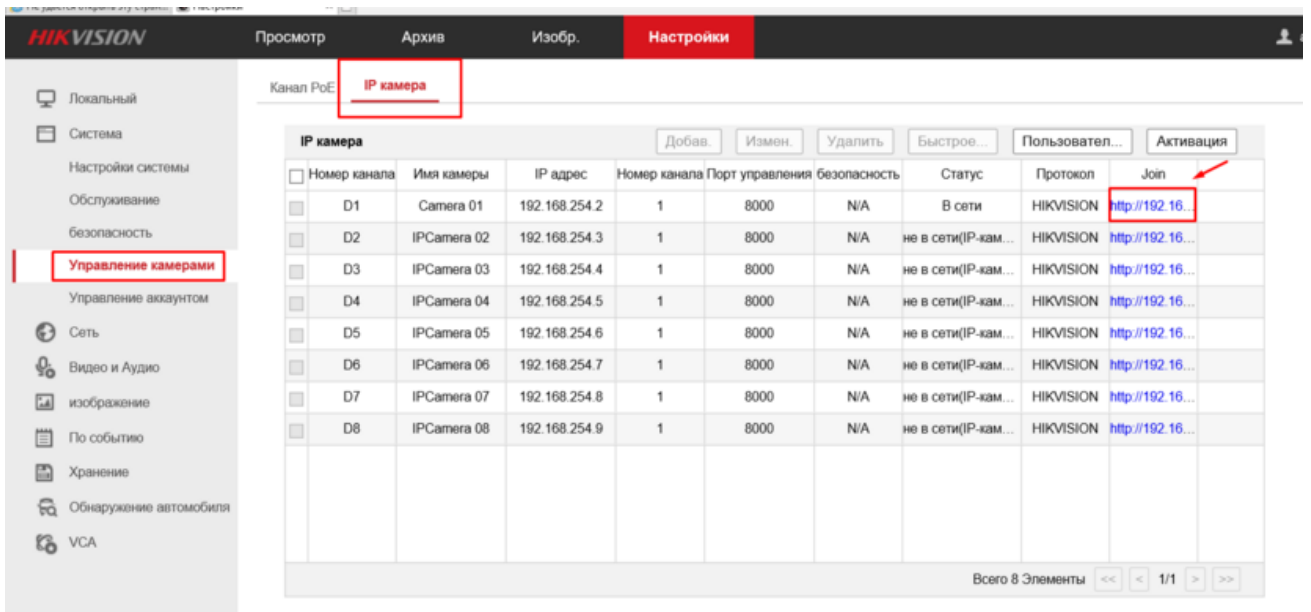 HIKVISION Просмотр Архив Изобр. Настройки
Канал PoE IP камера
Локальный
Система
Настройки системы
Обслуживание
безопасность
Управление камерами
Управление аккаунтом
Сеть
Видео и Аудио
изображение
По событию
Хранение
Обнаружение автомобиля
VCA
IP камера Добав. Измен. Удалить Быстрое... Пользовател... Активация
Номер канала Имя камеры IP адрес Номер канала Порт управления безопасность Статус Протокол Join
D1 Camera 01 192.168.254.2 1 8000 N/A В сети HIKVISION http://192.16...
D2 IPCamera 02 192.168.254.3 1 8000 N/A не в сети(IP-кам... HIKVISION http://192.16...
D3 IPCamera 03 192.168.254.4 1 8000 N/A не в сети(IP-кам... HIKVISION http://192.16...
D4 IPCamera 04 192.168.254.5 1 8000 N/A не в сети(IP-кам... HIKVISION http://192.16...
D5 IPCamera 05 192.168.254.6 1 8000 N/A не в сети(IP-кам... HIKVISION http://192.16...
D6 IPCamera 06 192.168.254.7 1 8000 N/A не в сети(IP-кам... HIKVISION http://192.16...
D7 IPCamera 07 192.168.254.8 1 8000 N/A не в сети(IP-кам... HIKVISION http://192.16...
D8 IPCamera 08 192.168.254.9 1 8000 N/A не в сети(IP-кам... HIKVISION http://192.16...
Всего 8 Элементы << < 1/1 > >>